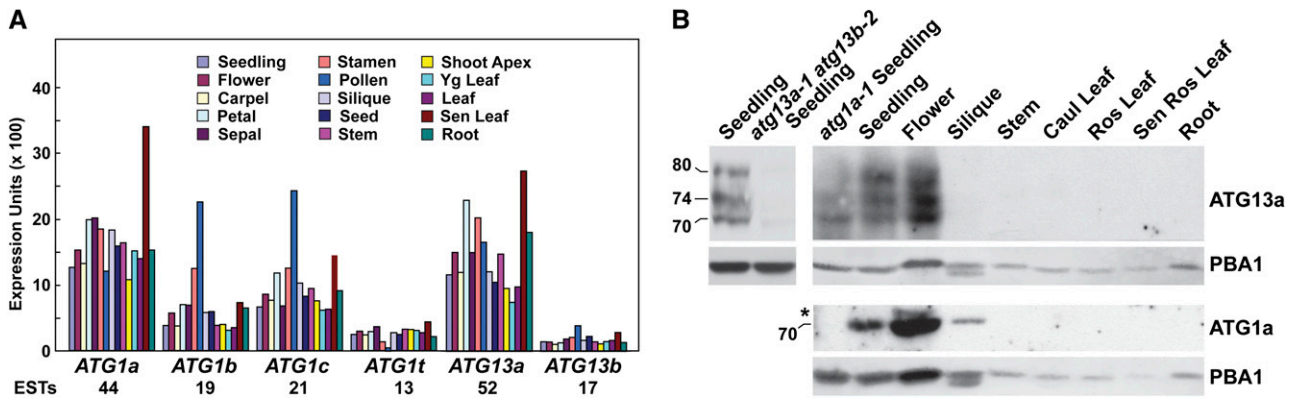 A
Expression Units (x 100)
40
30
20
10
0
Seedling
Flower
Carpel
Petal
Sepal
Stamen
Pollen
Silique
Seed
Stem
Shoot Apex
Yg Leaf
Leaf
Sen Leaf
Root
ATG1a ATG1b ATG1c ATG1t ATG13a ATG13b
ESTs 44 19 21 13 52 17
B
Seedling
atg13a-1 atg13b-2
Seedling
atg1a-1 Seedling
Seedling
Flower
Silique
Stem
Caul Leaf
Ros Leaf
Sen Ros Leaf
Root
80
74
70
ATG13a
PBA1
*
70
ATG1a
PBA1